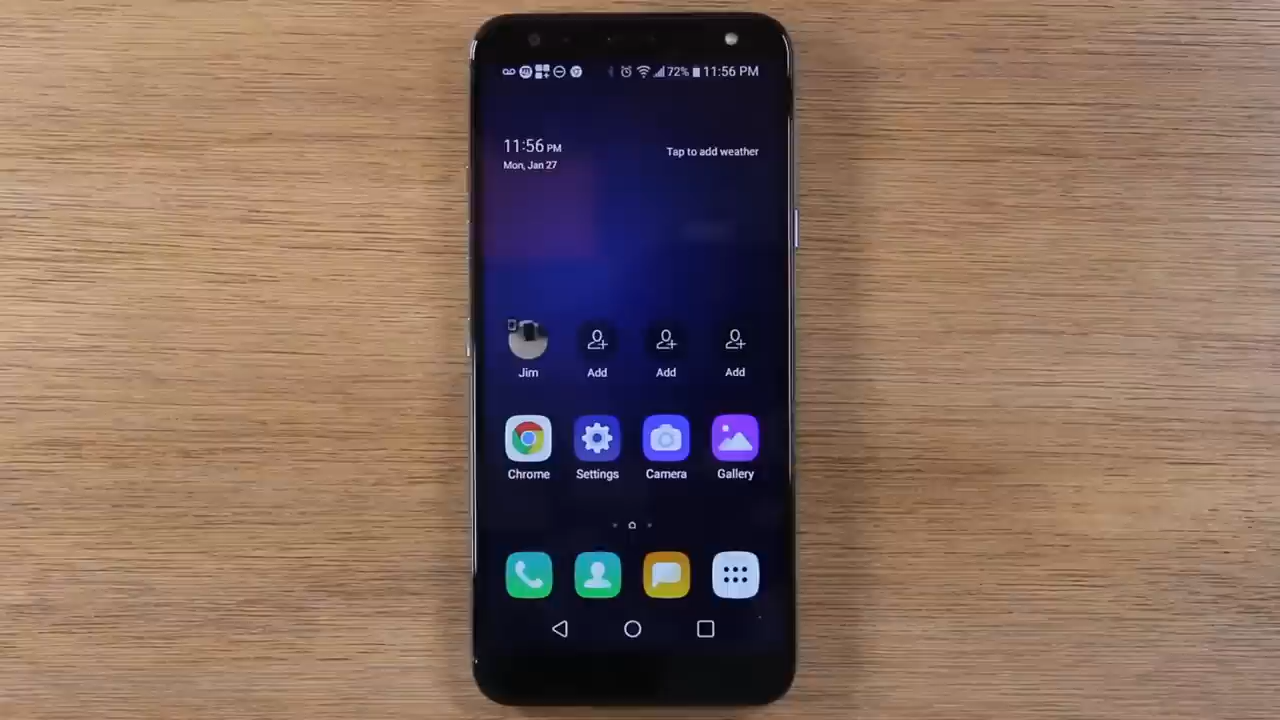 72% 11:56 PM
11:56 PM
Mon, Jan 27
Tap to add weather
Jim Add Add Add
Chrome Settings Camera Gallery